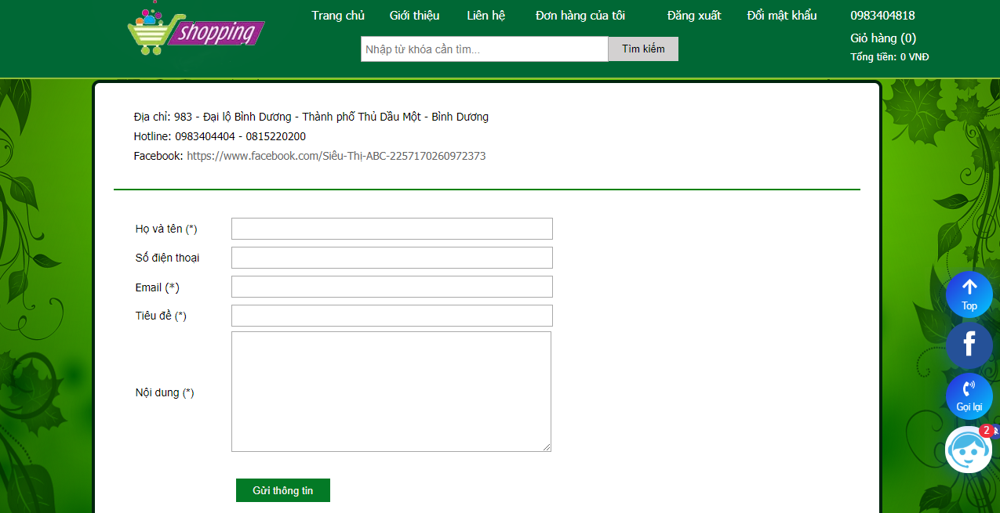 shopping
Trang chủ Giới thiệu Liên hệ Đơn hàng của tôi Đăng xuất Đổi mật khẩu 0983404818
Nhập từ khóa cần tìm... Tìm kiếm
Giỏ hàng (0)
Tổng tiền: 0 VNĐ
Địa chỉ: 983 - Đại lộ Bình Dương - Thành phố Thủ Dầu Một - Bình Dương
Hotline: 0983404404 - 0815220200
Facebook: https://www.facebook.com/Siêu-Thị-ABC-2257170260972373
Họ và tên (*)
Số điện thoại
Email (*)
Tiêu đề (*)
Nội dung (*)
Gửi thông tin
Top
f
Gọi lại
2